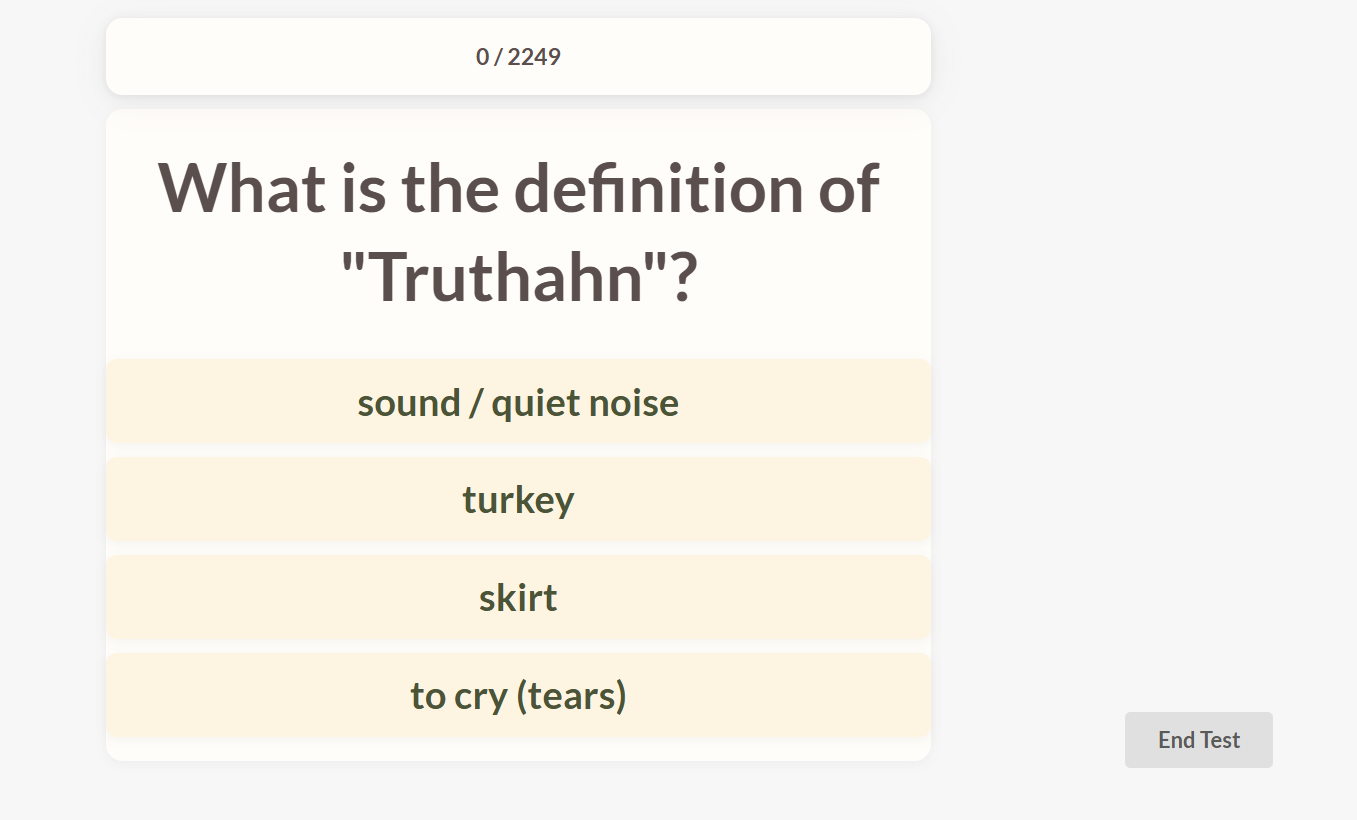 0 / 2249
What is the definition of
"Truthahn"?
sound / quiet noise
turkey
skirt
to cry (tears)
End Test